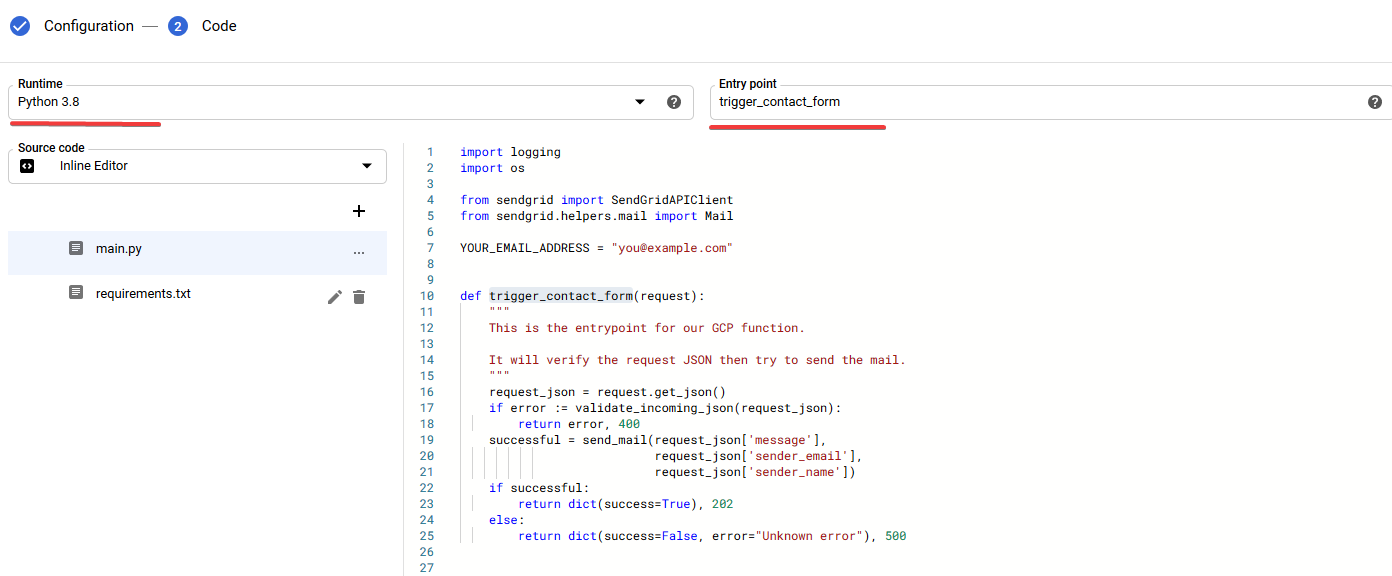 Configuration — 2 Code
Runtime
Python 3.8
Entry point
trigger_contact_form
Source code
Inline Editor
+
main.py ...
requirements.txt
1 import logging
2 import os
3
4 from sendgrid import SendGridAPIClient
5 from sendgrid.helpers.mail import Mail
6
7 YOUR_EMAIL_ADDRESS = "you@example.com"
8
9
10 def trigger_contact_form(request):
11     """
12     This is the entrypoint for our GCP function.
13
14     It will verify the request JSON then try to send the mail.
15     """
16     request_json = request.get_json()
17     if error := validate_incoming_json(request_json):
18         return error, 400
19     successful = send_mail(request_json['message'],
20                            request_json['sender_email'],
21                            request_json['sender_name'])
22     if successful:
23         return dict(success=True), 202
24     else:
25         return dict(success=False, error="Unknown error"), 500
26
27